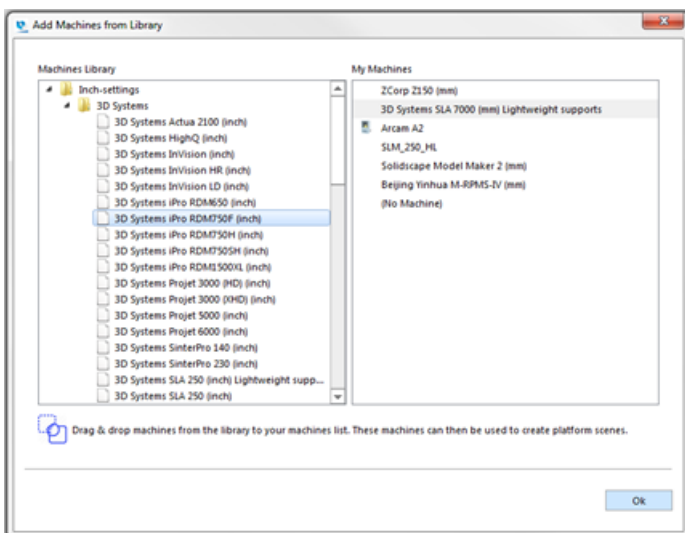 Add Machines from Library
Machines Library
Inch-settings
3D Systems
3D Systems Actua 2100 (inch)
3D Systems HighQ (inch)
3D Systems InVision (inch)
3D Systems InVision HR (inch)
3D Systems InVision LD (inch)
3D Systems iPro RDM650 (inch)
3D Systems iPro RDM750F (inch)
3D Systems iPro RDM750H (inch)
3D Systems iPro RDM750SH (inch)
3D Systems iPro RDM1500XL (inch)
3D Systems Projet 3000 (HD) (inch)
3D Systems Projet 3000 (XHD) (inch)
3D Systems Projet 5000 (inch)
3D Systems Projet 6000 (inch)
3D Systems SinterPro 140 (inch)
3D Systems SinterPro 230 (inch)
3D Systems SLA 250 (inch) Lightweight supp...
3D Systems SLA 250 (inch)
My Machines
ZCorp Z150 (mm)
3D Systems SLA 7000 (mm) Lightweight supports
Arcam A2
SLM_250_HL
Solidscape Model Maker 2 (mm)
Beijing Yinhua M-RPMS-IV (mm)
(No Machine)
Drag & drop machines from the library to your machines list. These machines can then be used to create platform scenes.
Ok